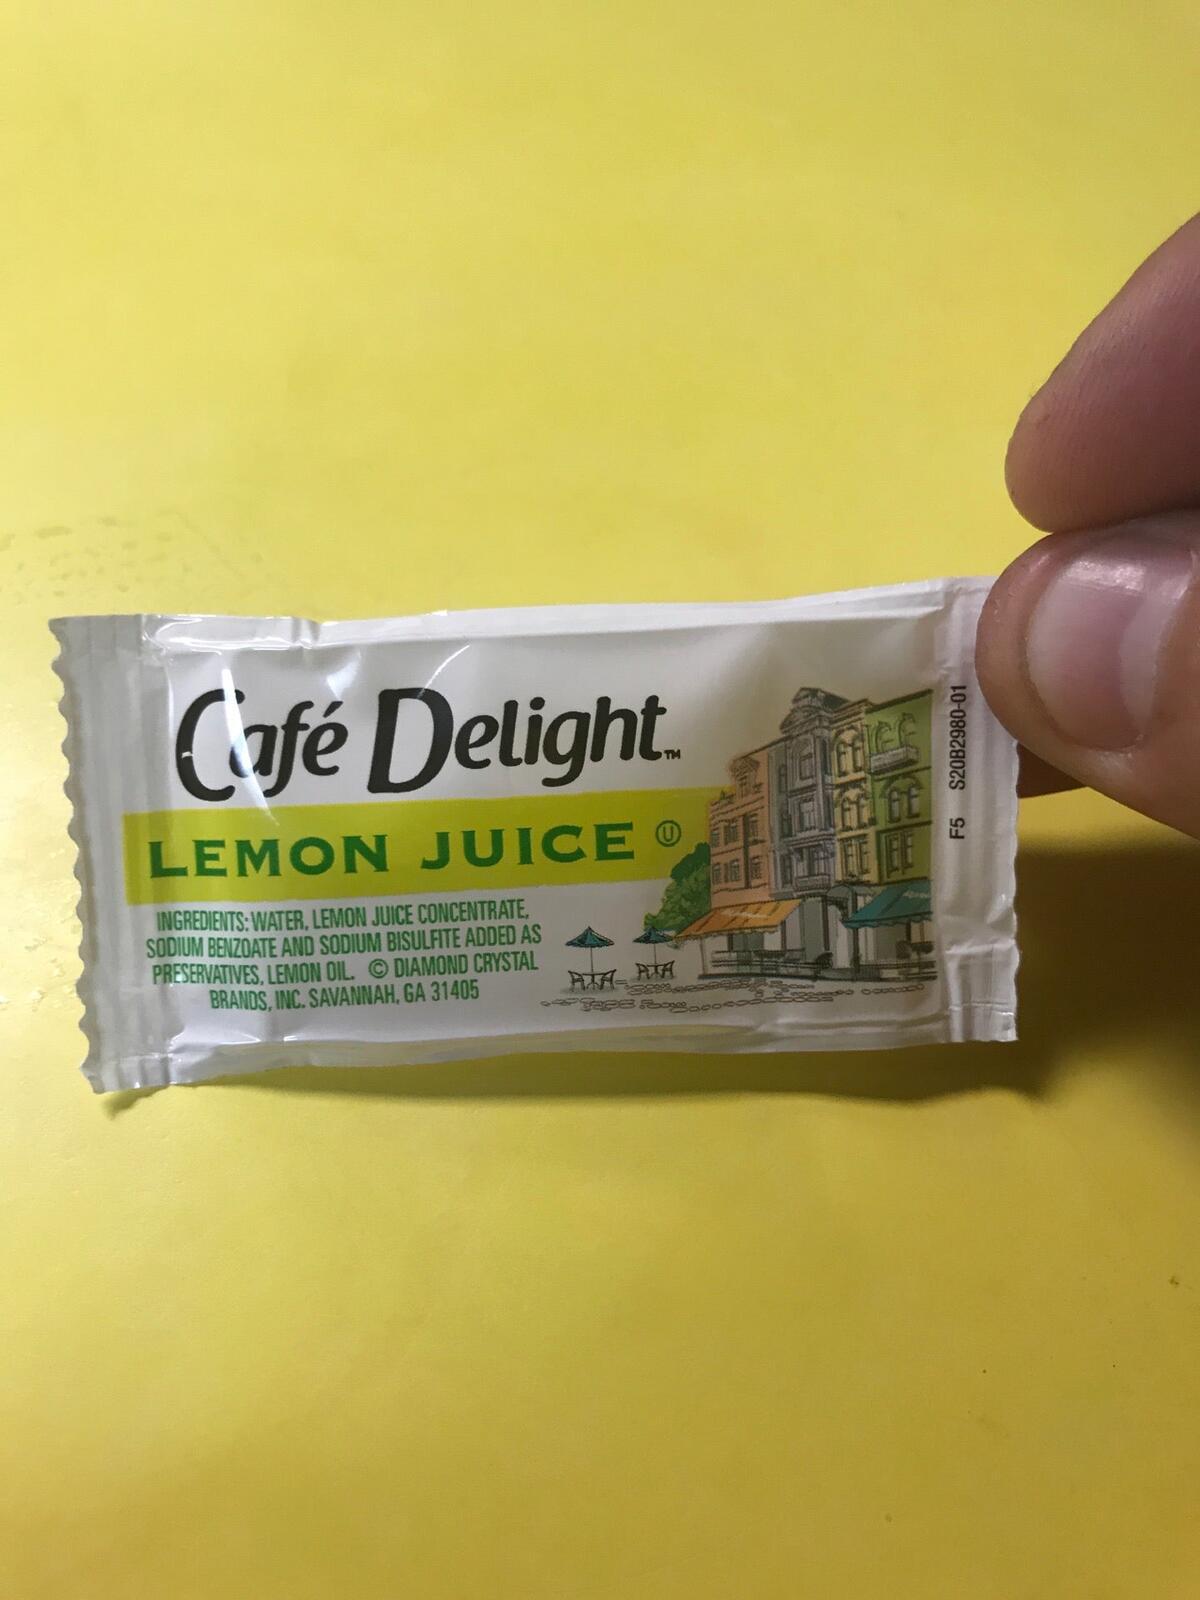 Café Delight™
LEMON JUICE Ⓤ
INGREDIENTS: WATER, LEMON JUICE CONCENTRATE,
SODIUM BENZOATE AND SODIUM BISULFITE ADDED AS
PRESERVATIVES, LEMON OIL. © DIAMOND CRYSTAL
BRANDS, INC. SAVANNAH, GA 31405
F5 S20B2980-01